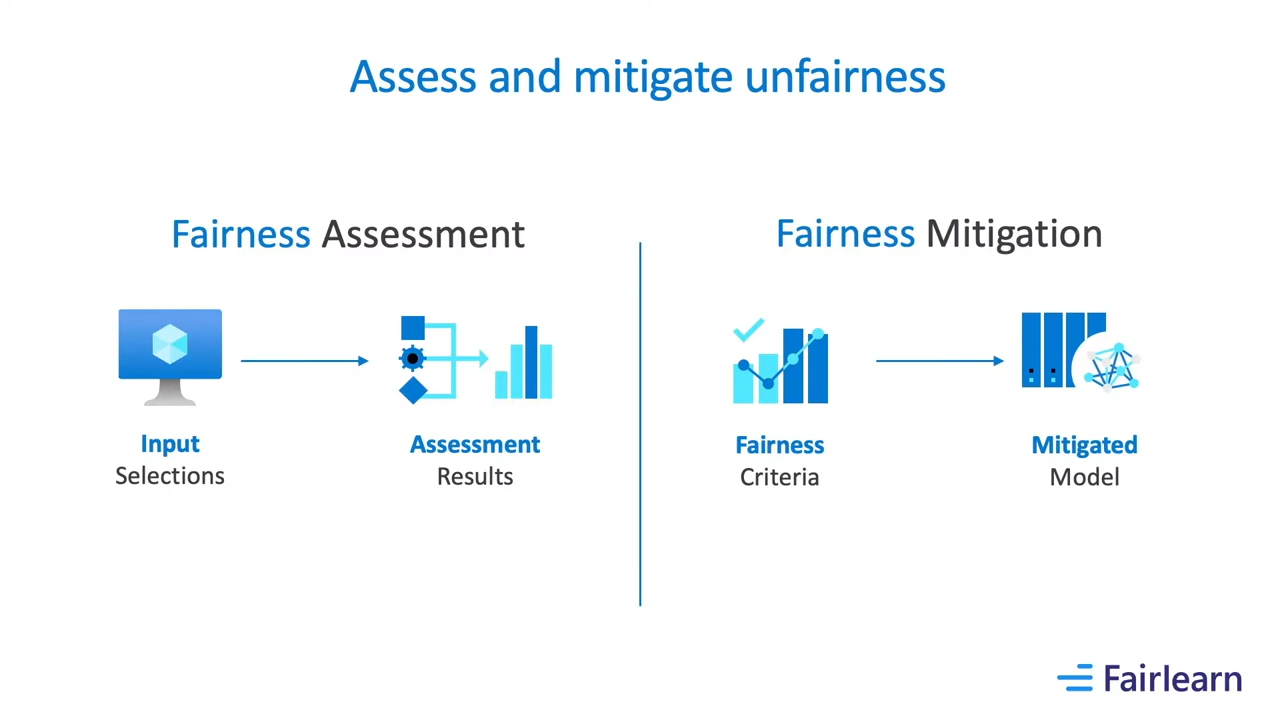 Assess and mitigate unfairness
Fairness Assessment
Input
Selections
Assessment
Results
Fairness Mitigation
Fairness
Criteria
Mitigated
Model
Fairlearn